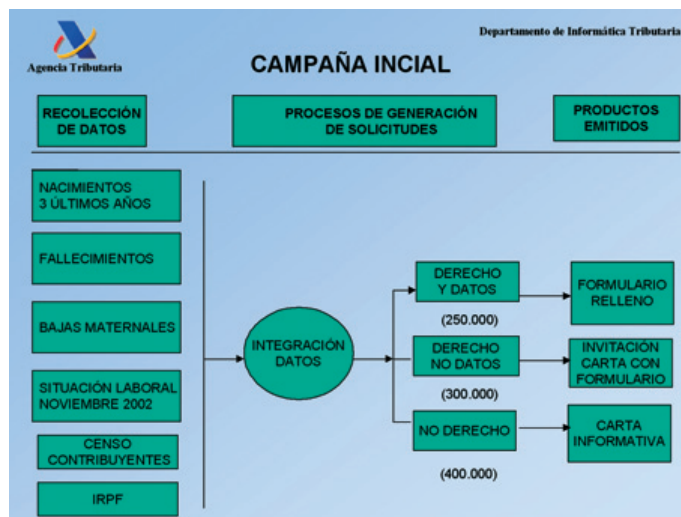 Departamento de Informática Tributaria
Agencia Tributaria
CAMPAÑA INCIAL
RECOLECCIÓN
DE DATOS
PROCESOS DE GENERACIÓN
DE SOLICITUDES
PRODUCTOS
EMITIDOS
NACIMIENTOS
3 ÚLTIMOS AÑOS
FALLECIMIENTOS
BAJAS MATERNALES
SITUACIÓN LABORAL
NOVIEMBRE 2002
CENSO
CONTRIBUYENTES
IRPF
INTEGRACIÓN
DATOS
DERECHO
Y DATOS
(250.000)
DERECHO
NO DATOS
(300.000)
NO DERECHO
(400.000)
FORMULARIO
RELLENO
INVITACIÓN
CARTA CON
FORMULARIO
CARTA
INFORMATIVA